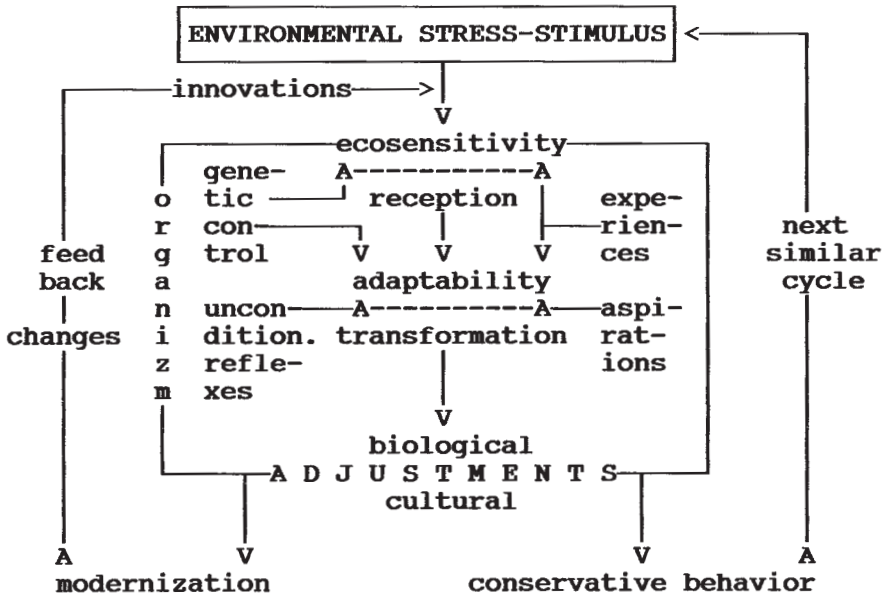 ENVIRONMENTAL STRESS-STIMULUS
innovations
ecosensitivity
gene-
tic
reception
expe-
con-
rien-
trol
ces
adaptability
uncon-
aspi-
dition.
transformation
rat-
refle-
ions
xes
organizm
feed
back
changes
next
similar
cycle
biological
ADJUSTMENTS
cultural
modernization
conservative behavior